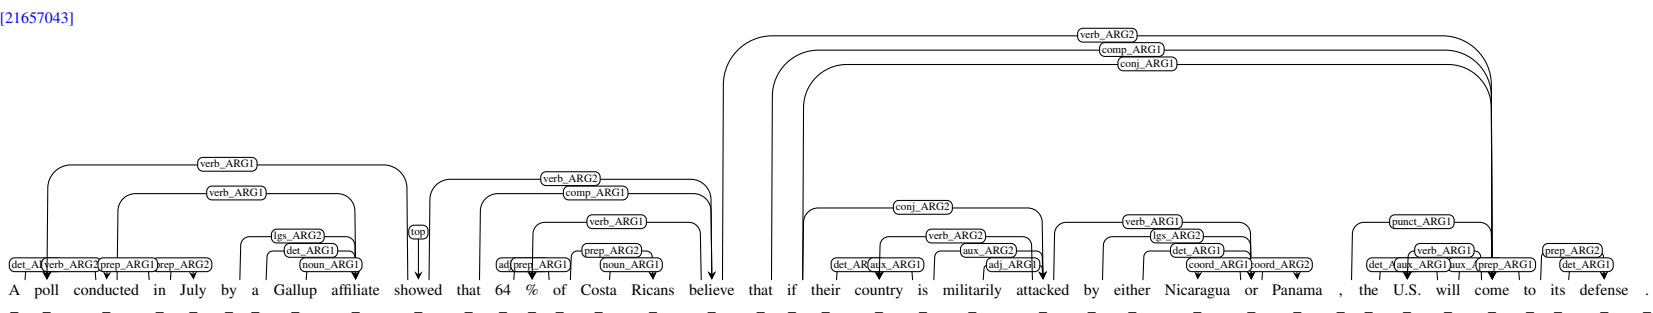 [21657043]
verb_ARG2
comp_ARG1
conj_ARG1
verb_ARG1
verb_ARG2
verb_ARG1 comp_ARG1
conj_ARG2
verb_ARG1 verb_ARG1 punct_ARG1
top
lgs_ARG2 verb_ARG2 lgs_ARG2
det_ARG1 prep_ARG2 aux_ARG2 det_ARG1 verb_ARG1 prep_ARG2
verb_ARG2 prep_ARG1 prep_ARG2 noun_ARG1 prep_ARG1 noun_ARG1 aux_ARG1 adj_ARG1 coord_ARG1 coord_ARG2 aux_ARG1 prep_ARG1 det_ARG1
A poll conducted in July by a Gallup affiliate showed that 64 % of Costa Ricans believe that if their country is militarily attacked by either Nicaragua or Panama , the U.S. will come to its defense .
_ _ _ _ _ _ _ _ _ _ _ _ _ _ _ _ _ _ _ _ _ _ _ _ _ _ _ _ _ _ _ _ _ _ _ _ _ _